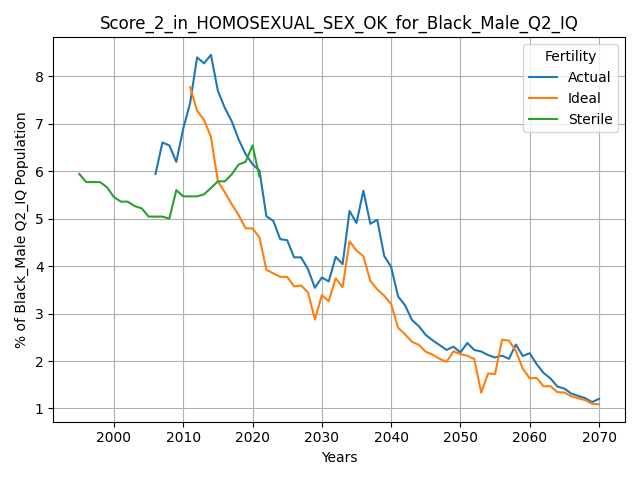 Score_2_in_HOMOSEXUAL_SEX_OK_for_Black_Male_Q2_IQ
% of Black_Male Q2_IQ Population
8
7
6
5
4
3
2
1
Fertility
Actual
Ideal
Sterile
2000 2010 2020 2030 2040 2050 2060 2070
Years